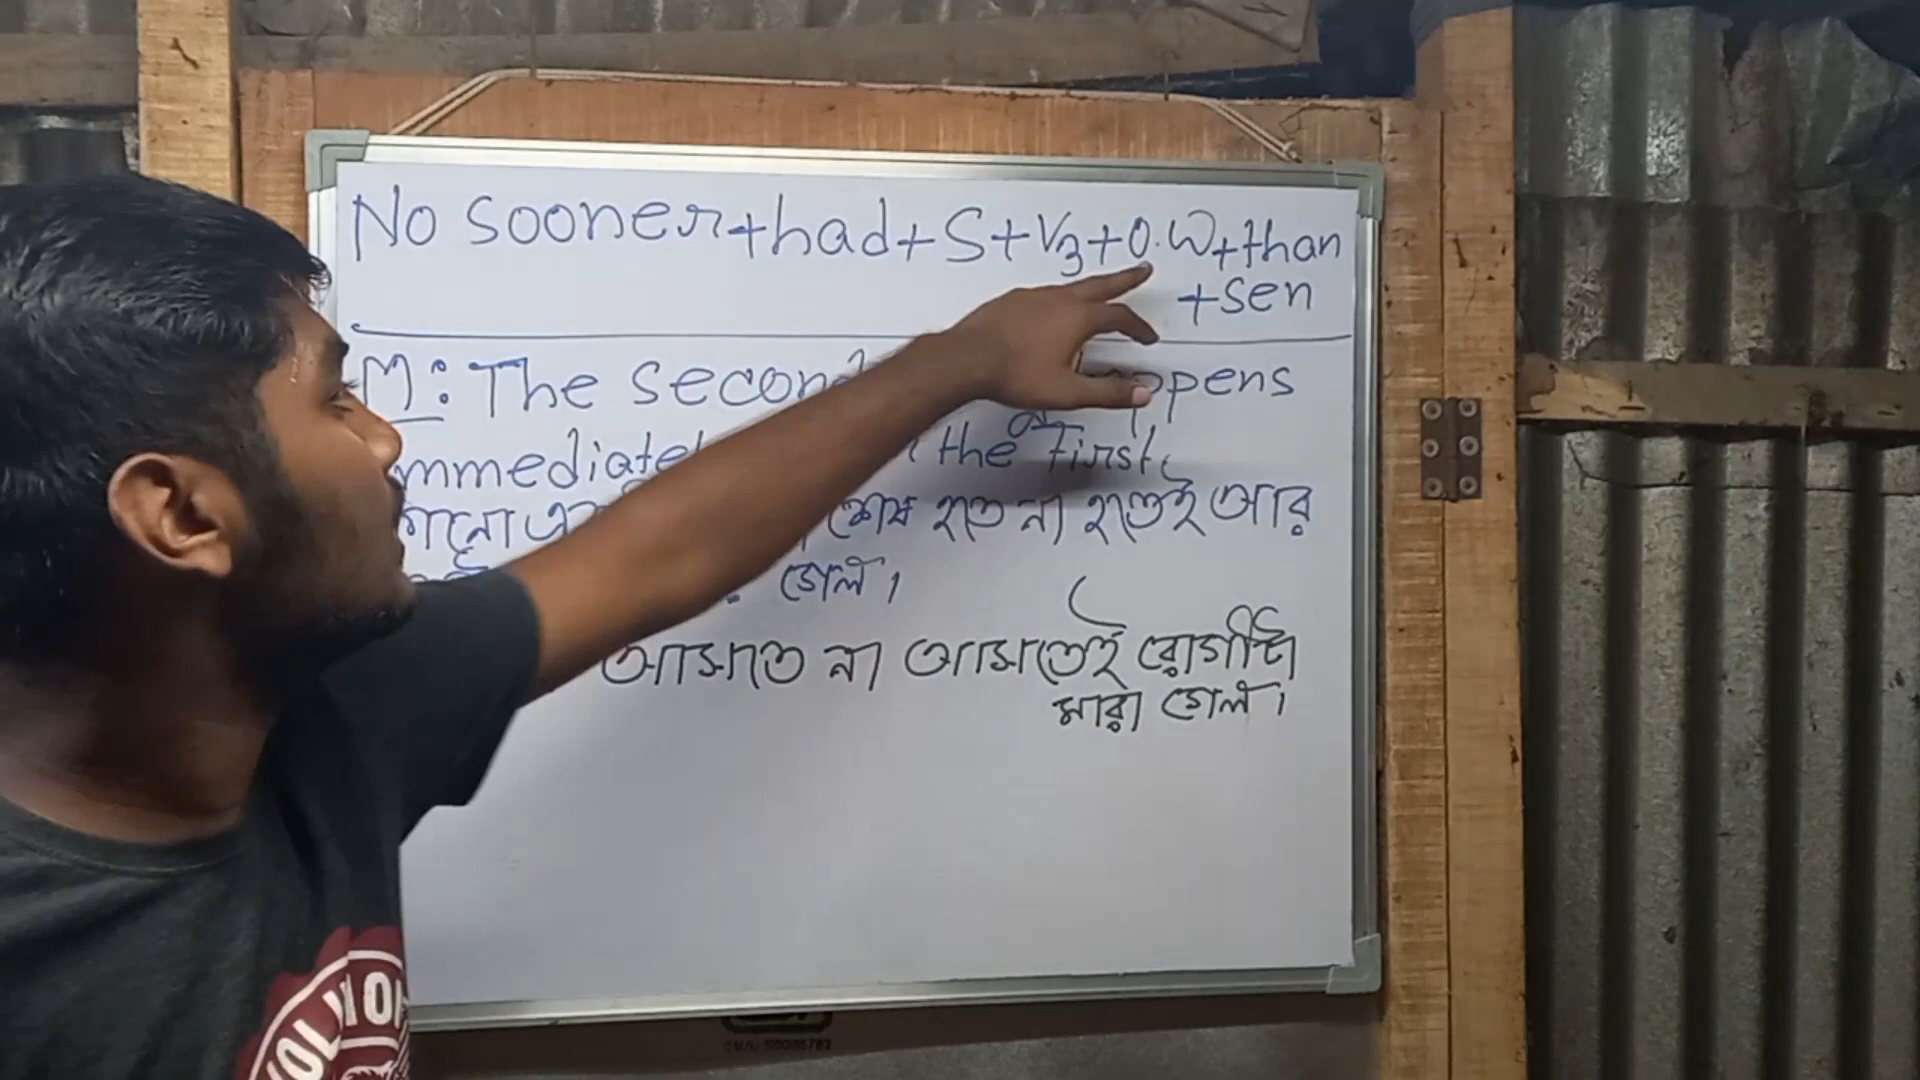 No sooner+had+S+V3+O.W+than
+sen
M: The second happens
immediately the first,
শেষ হতে না হতেই আর
গেল।
আসতে না আসতেই রোগীটা
মারা গেল।